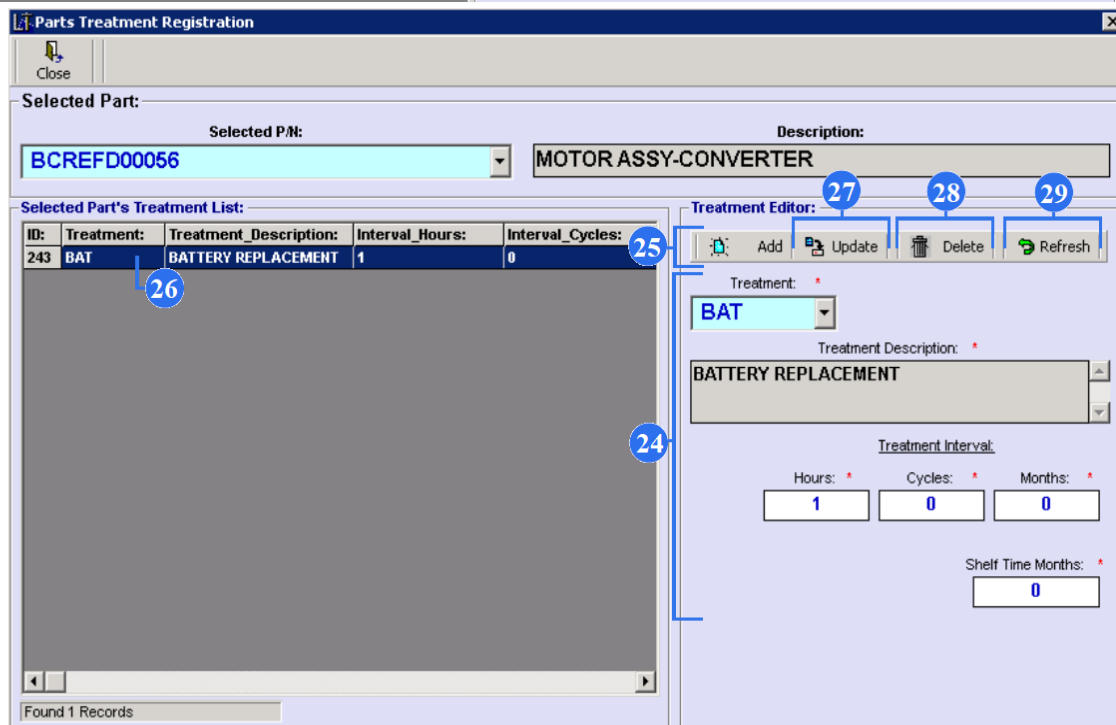 Parts Treatment Registration
Close
Selected Part:
Selected P/N:
Description:
BCREFD00056
MOTOR ASSY-CONVERTER
27
28
29
Selected Part's Treatment List:
Treatment Editor:
ID: Treatment: Treatment_Description: Interval_Hours: Interval_Cycles:
243 BAT BATTERY REPLACEMENT 1 0
25
Add Update Delete Refresh
26
Treatment: *
BAT
Treatment Description: *
BATTERY REPLACEMENT
24
Treatment Interval:
Hours: * Cycles: * Months: *
1 0 0
Shelf Time Months: *
0
Found 1 Records